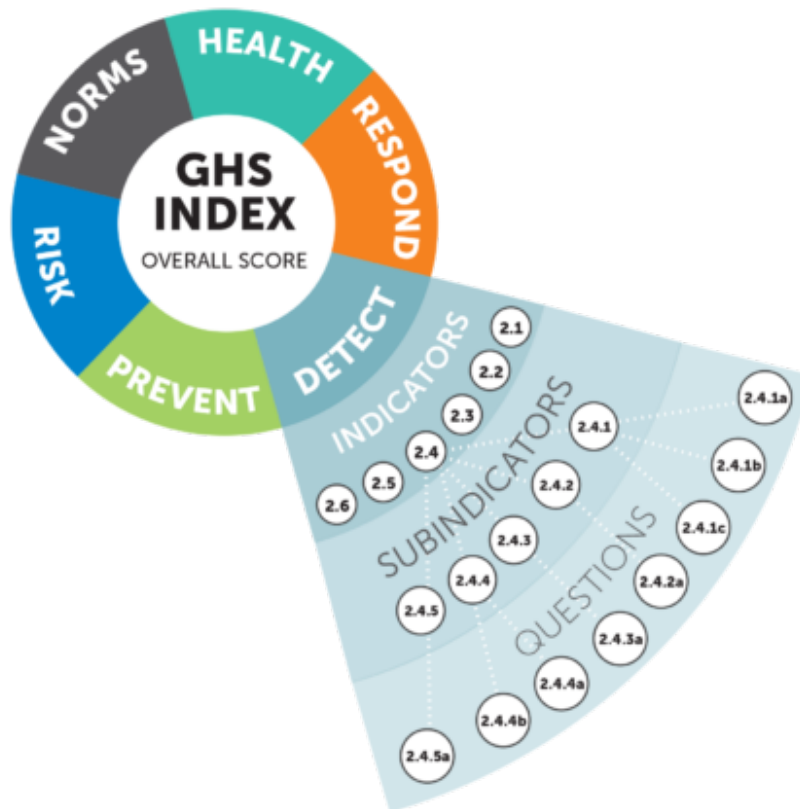 HEALTH
RESPOND
DETECT
PREVENT
RISK
NORMS
GHS
INDEX
OVERALL SCORE
INDICATORS
2.1
2.2
2.3
2.4
2.5
2.6
SUBINDICATORS
2.4.1
2.4.2
2.4.3
2.4.4
2.4.5
QUESTIONS
2.4.1a
2.4.1b
2.4.1c
2.4.2a
2.4.3a
2.4.4a
2.4.4b
2.4.5a